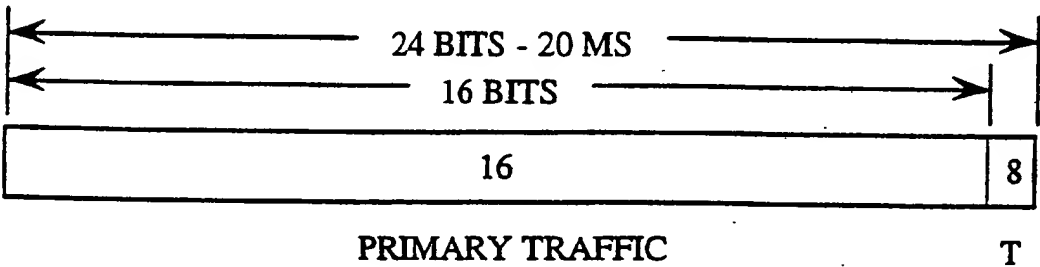 24 BITS - 20 MS
16 BITS
16 8
PRIMARY TRAFFIC T